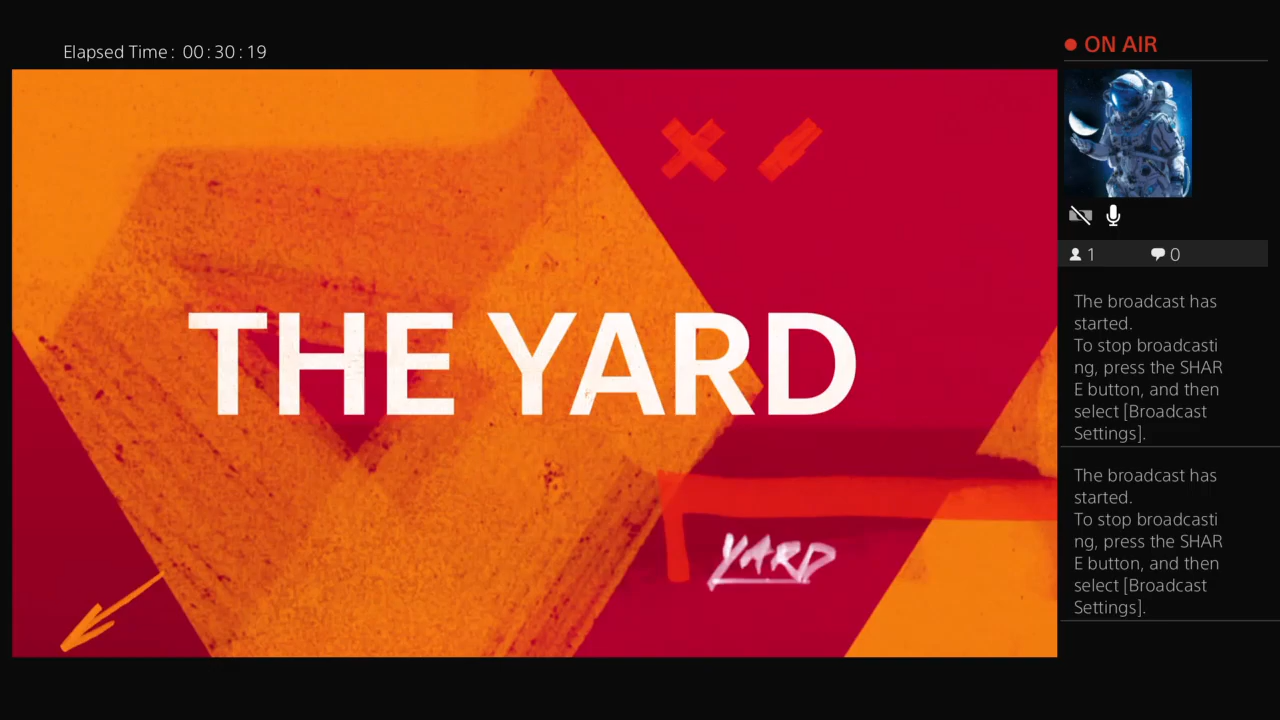 Elapsed Time: 00:30:19
ON AIR
1 0
THE YARD
YARD
The broadcast has
started.
To stop broadcasti
ng, press the SHAR
E button, and then
select [Broadcast
Settings].
The broadcast has
started.
To stop broadcasti
ng, press the SHAR
E button, and then
select [Broadcast
Settings].